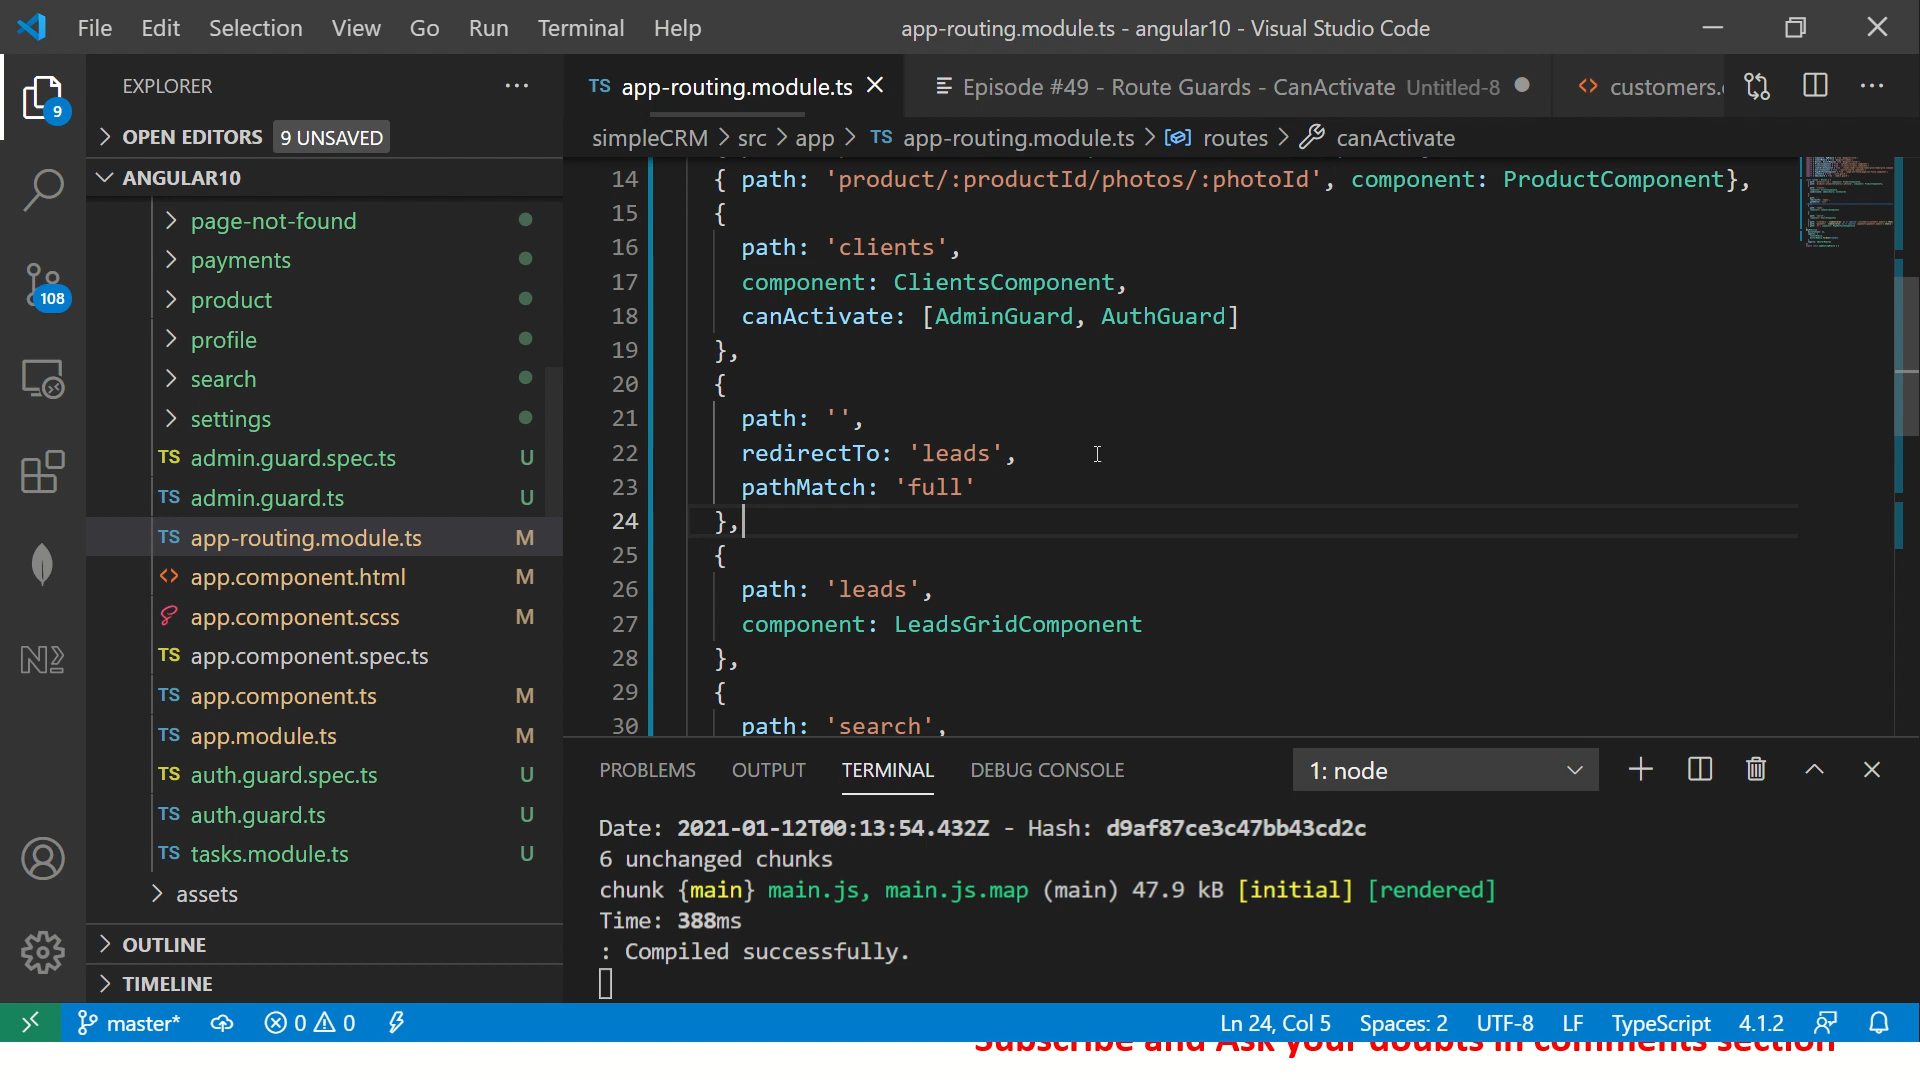 File Edit Selection View Go Run Terminal Help app-routing.module.ts - angular10 - Visual Studio Code
EXPLORER
TS app-routing.module.ts
Episode #49 - Route Guards - CanActivate Untitled-8
<> customers.
9
OPEN EDITORS 9 UNSAVED
simpleCRM > src > app > TS app-routing.module.ts > routes > canActivate
ANGULAR10
page-not-found
payments
product
profile
search
settings
TS admin.guard.spec.ts U
TS admin.guard.ts U
TS app-routing.module.ts M
<> app.component.html M
app.component.scss M
TS app.component.spec.ts
TS app.component.ts M
TS app.module.ts M
TS auth.guard.spec.ts U
TS auth.guard.ts U
TS tasks.module.ts U
assets
OUTLINE
TIMELINE
108
14 { path: 'product/:productId/photos/:photoId', component: ProductComponent},
15 {
16 path: 'clients',
17 component: ClientsComponent,
18 canActivate: [AdminGuard, AuthGuard]
19 },
20 {
21 path: '',
22 redirectTo: 'leads',
23 pathMatch: 'full'
24 },
25 {
26 path: 'leads',
27 component: LeadsGridComponent
28 },
29 {
30 path: 'search',
PROBLEMS OUTPUT TERMINAL DEBUG CONSOLE 1: node
Date: 2021-01-12T00:13:54.432Z - Hash: d9af87ce3c47bb43cd2c
6 unchanged chunks
chunk {main} main.js, main.js.map (main) 47.9 kB [initial] [rendered]
Time: 388ms
: Compiled successfully.
master* 0 0 Ln 24, Col 5 Spaces: 2 UTF-8 LF TypeScript 4.1.2
Subscribe and Ask your doubts in comments section